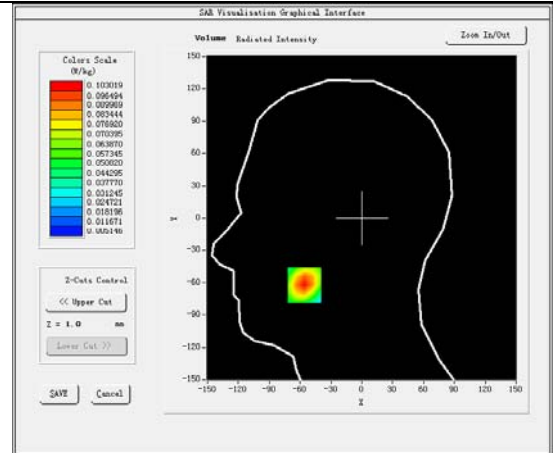 SAR Visualisation Graphical Interface
Volume Radiated Intensity
Zoom In/Out
Colors Scale
(W/kg)
0.103019
0.096494
0.089969
0.083444
0.076920
0.070395
0.063870
0.057345
0.050820
0.044295
0.037770
0.031245
0.024721
0.018196
0.011671
0.005146
150
120
90
60
30
0
-30
-60
-90
-120
-150
Y
-150 -120 -90 -60 -30 0 30 60 90 120 150
X
Z-Cuts Control
<< Upper Cut
Z = 1.0 mm
Lower Cut >>
SAVE Cancel